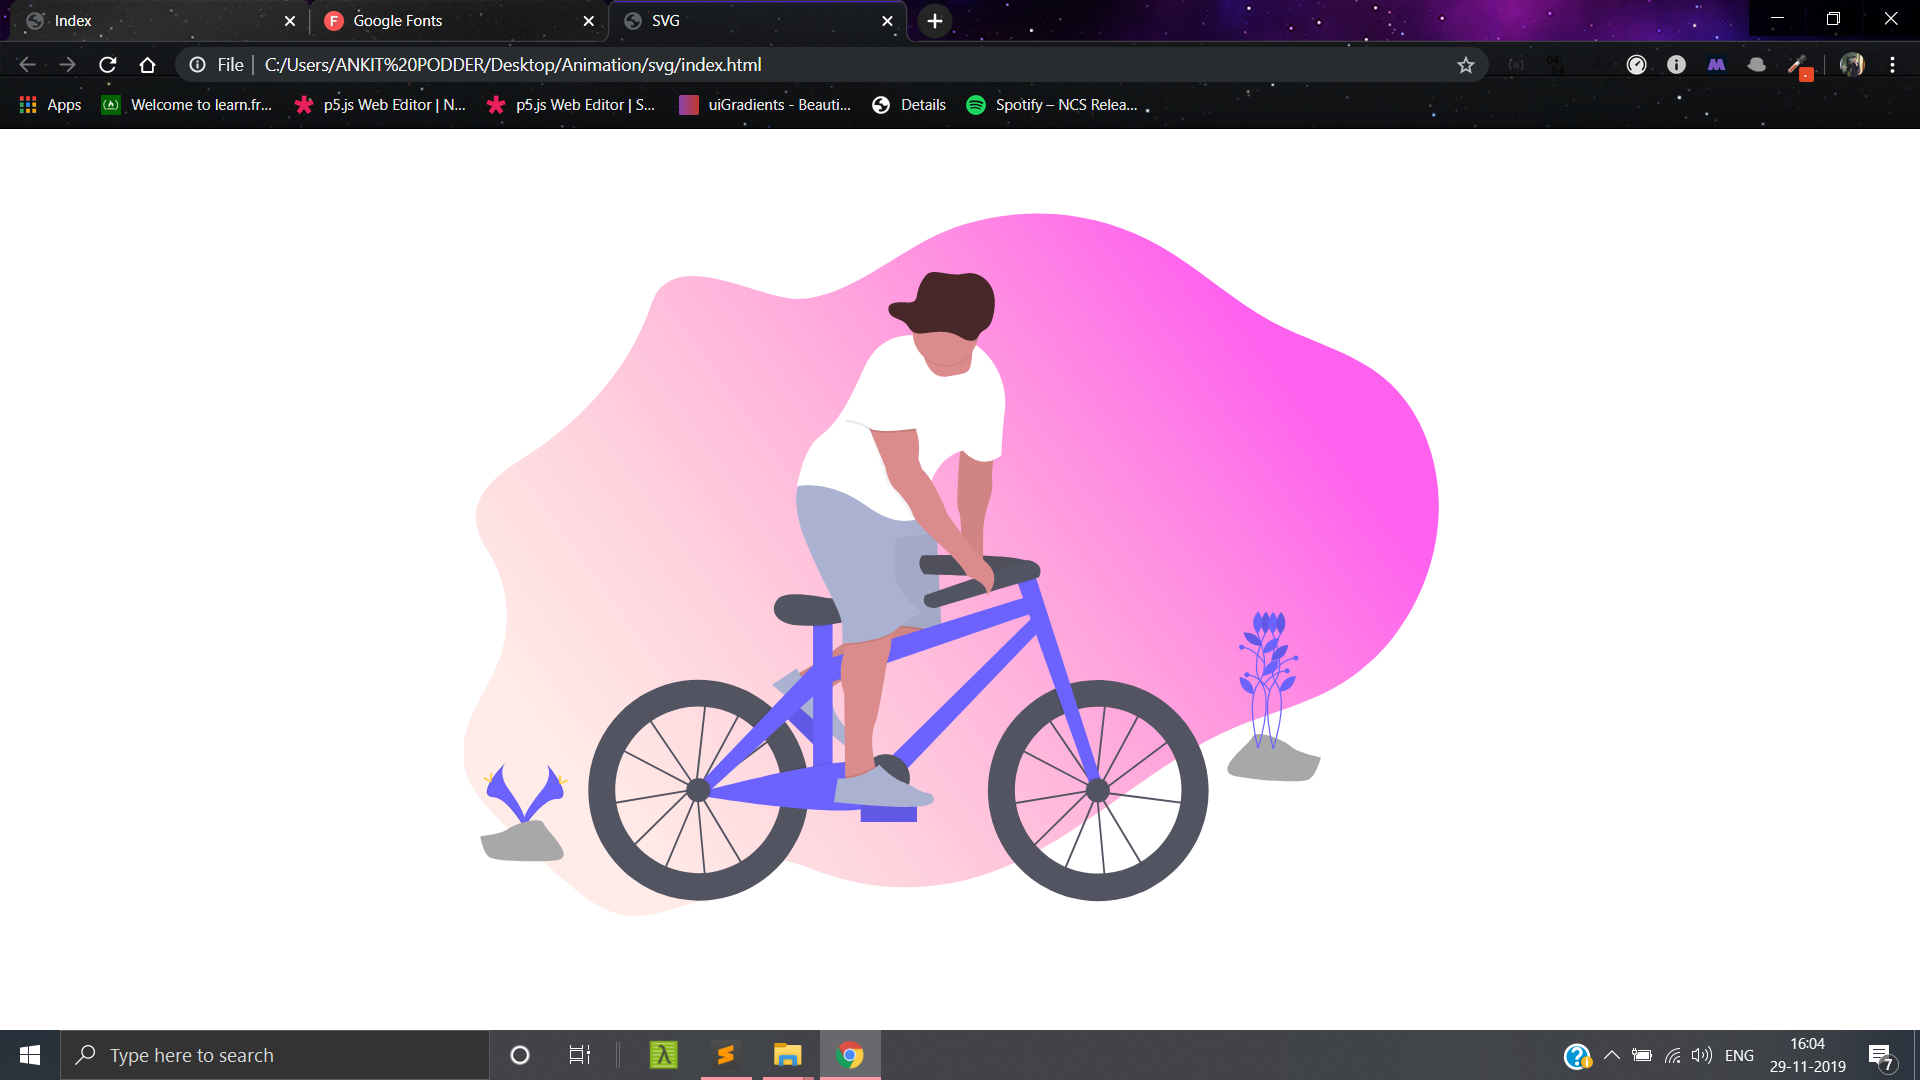 Index
Google Fonts
SVG
File
C:/Users/ANKIT%20PODDER/Desktop/Animation/svg/index.html
Apps
Welcome to learn.fr...
p5.js Web Editor | N...
p5.js Web Editor | S...
uiGradients - Beauti...
Details
Spotify – NCS Relea...
Type here to search
ENG
16:04
29-11-2019
7